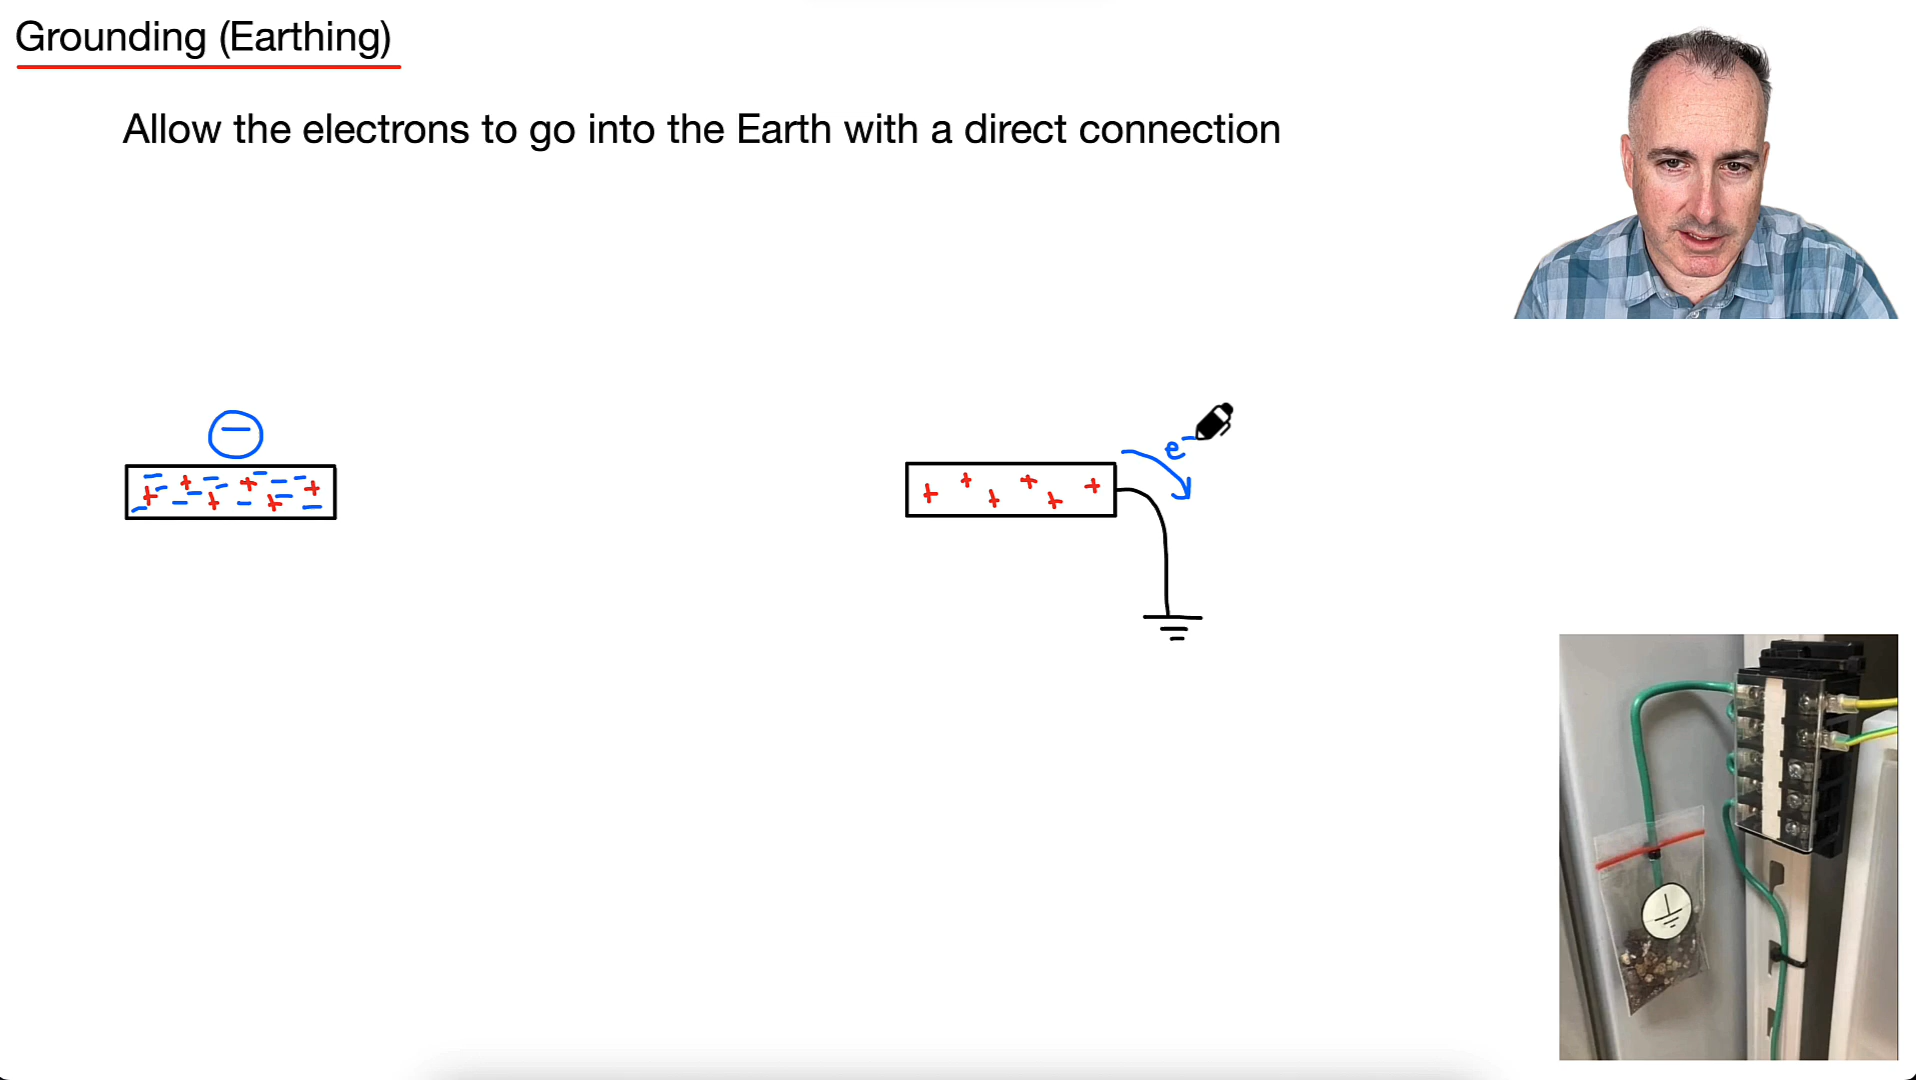 Grounding (Earthing)
Allow the electrons to go into the Earth with a direct connection
e-